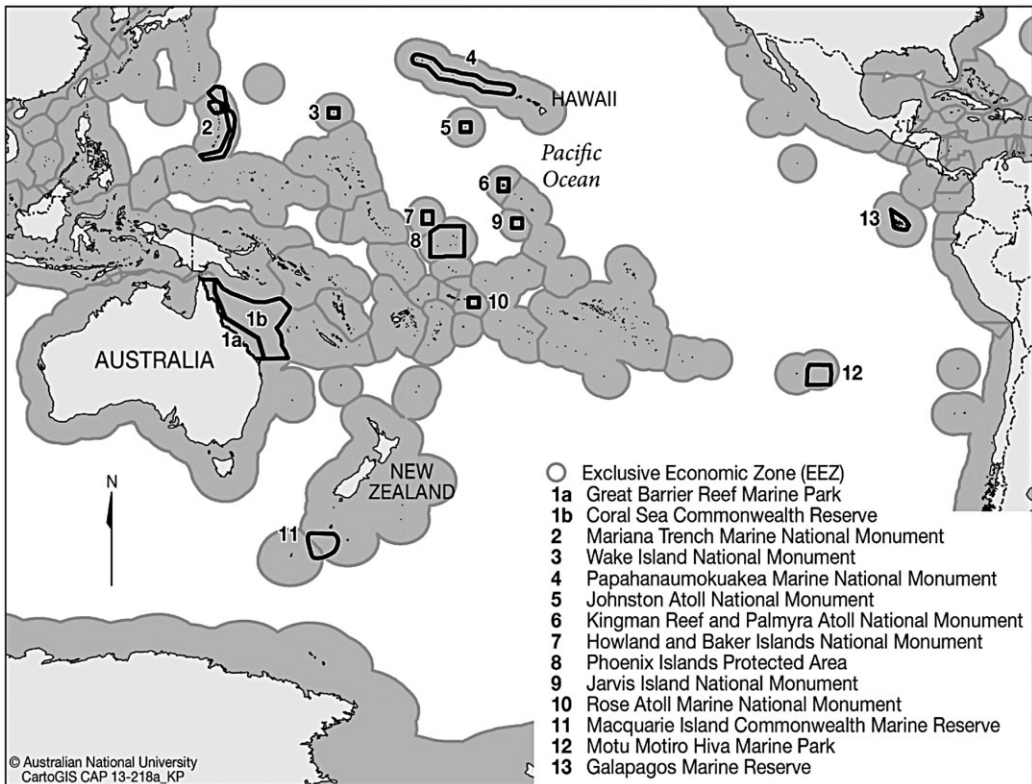 4
HAWAII
3
2
5
Pacific
Ocean
6
7
9
8
13
10
1b
1a
AUSTRALIA
12
N
NEW
ZEALAND
11
Exclusive Economic Zone (EEZ)
1a Great Barrier Reef Marine Park
1b Coral Sea Commonwealth Reserve
2 Mariana Trench Marine National Monument
3 Wake Island National Monument
4 Papahanaumokuakea Marine National Monument
5 Johnston Atoll National Monument
6 Kingman Reef and Palmyra Atoll National Monument
7 Howland and Baker Islands National Monument
8 Phoenix Islands Protected Area
9 Jarvis Island National Monument
10 Rose Atoll Marine National Monument
11 Macquarie Island Commonwealth Marine Reserve
12 Motu Motiro Hiva Marine Park
13 Galapagos Marine Reserve
© Australian National University
CartoGIS CAP 13-218a_KP